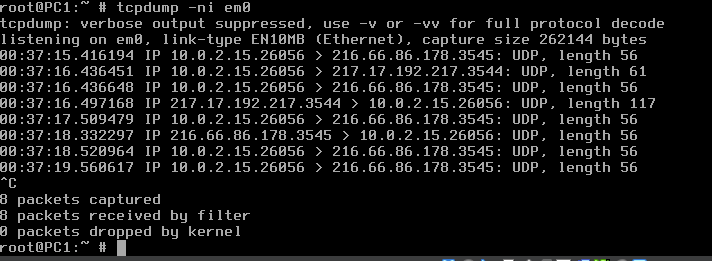 root@PC1:~ # tcpdump -ni em0
tcpdump: verbose output suppressed, use -v or -vv for full protocol decode
listening on em0, link-type EN10MB (Ethernet), capture size 262144 bytes
00:37:15.416194 IP 10.0.2.15.26056 > 216.66.86.178.3545: UDP, length 56
00:37:16.436451 IP 10.0.2.15.26056 > 217.17.192.217.3544: UDP, length 61
00:37:16.436648 IP 10.0.2.15.26056 > 216.66.86.178.3545: UDP, length 56
00:37:16.497168 IP 217.17.192.217.3544 > 10.0.2.15.26056: UDP, length 117
00:37:17.509479 IP 10.0.2.15.26056 > 216.66.86.178.3545: UDP, length 56
00:37:18.332297 IP 216.66.86.178.3545 > 10.0.2.15.26056: UDP, length 56
00:37:18.520964 IP 10.0.2.15.26056 > 216.66.86.178.3545: UDP, length 56
00:37:19.560617 IP 10.0.2.15.26056 > 216.66.86.178.3545: UDP, length 56
^C
8 packets captured
8 packets received by filter
0 packets dropped by kernel
root@PC1:~ #